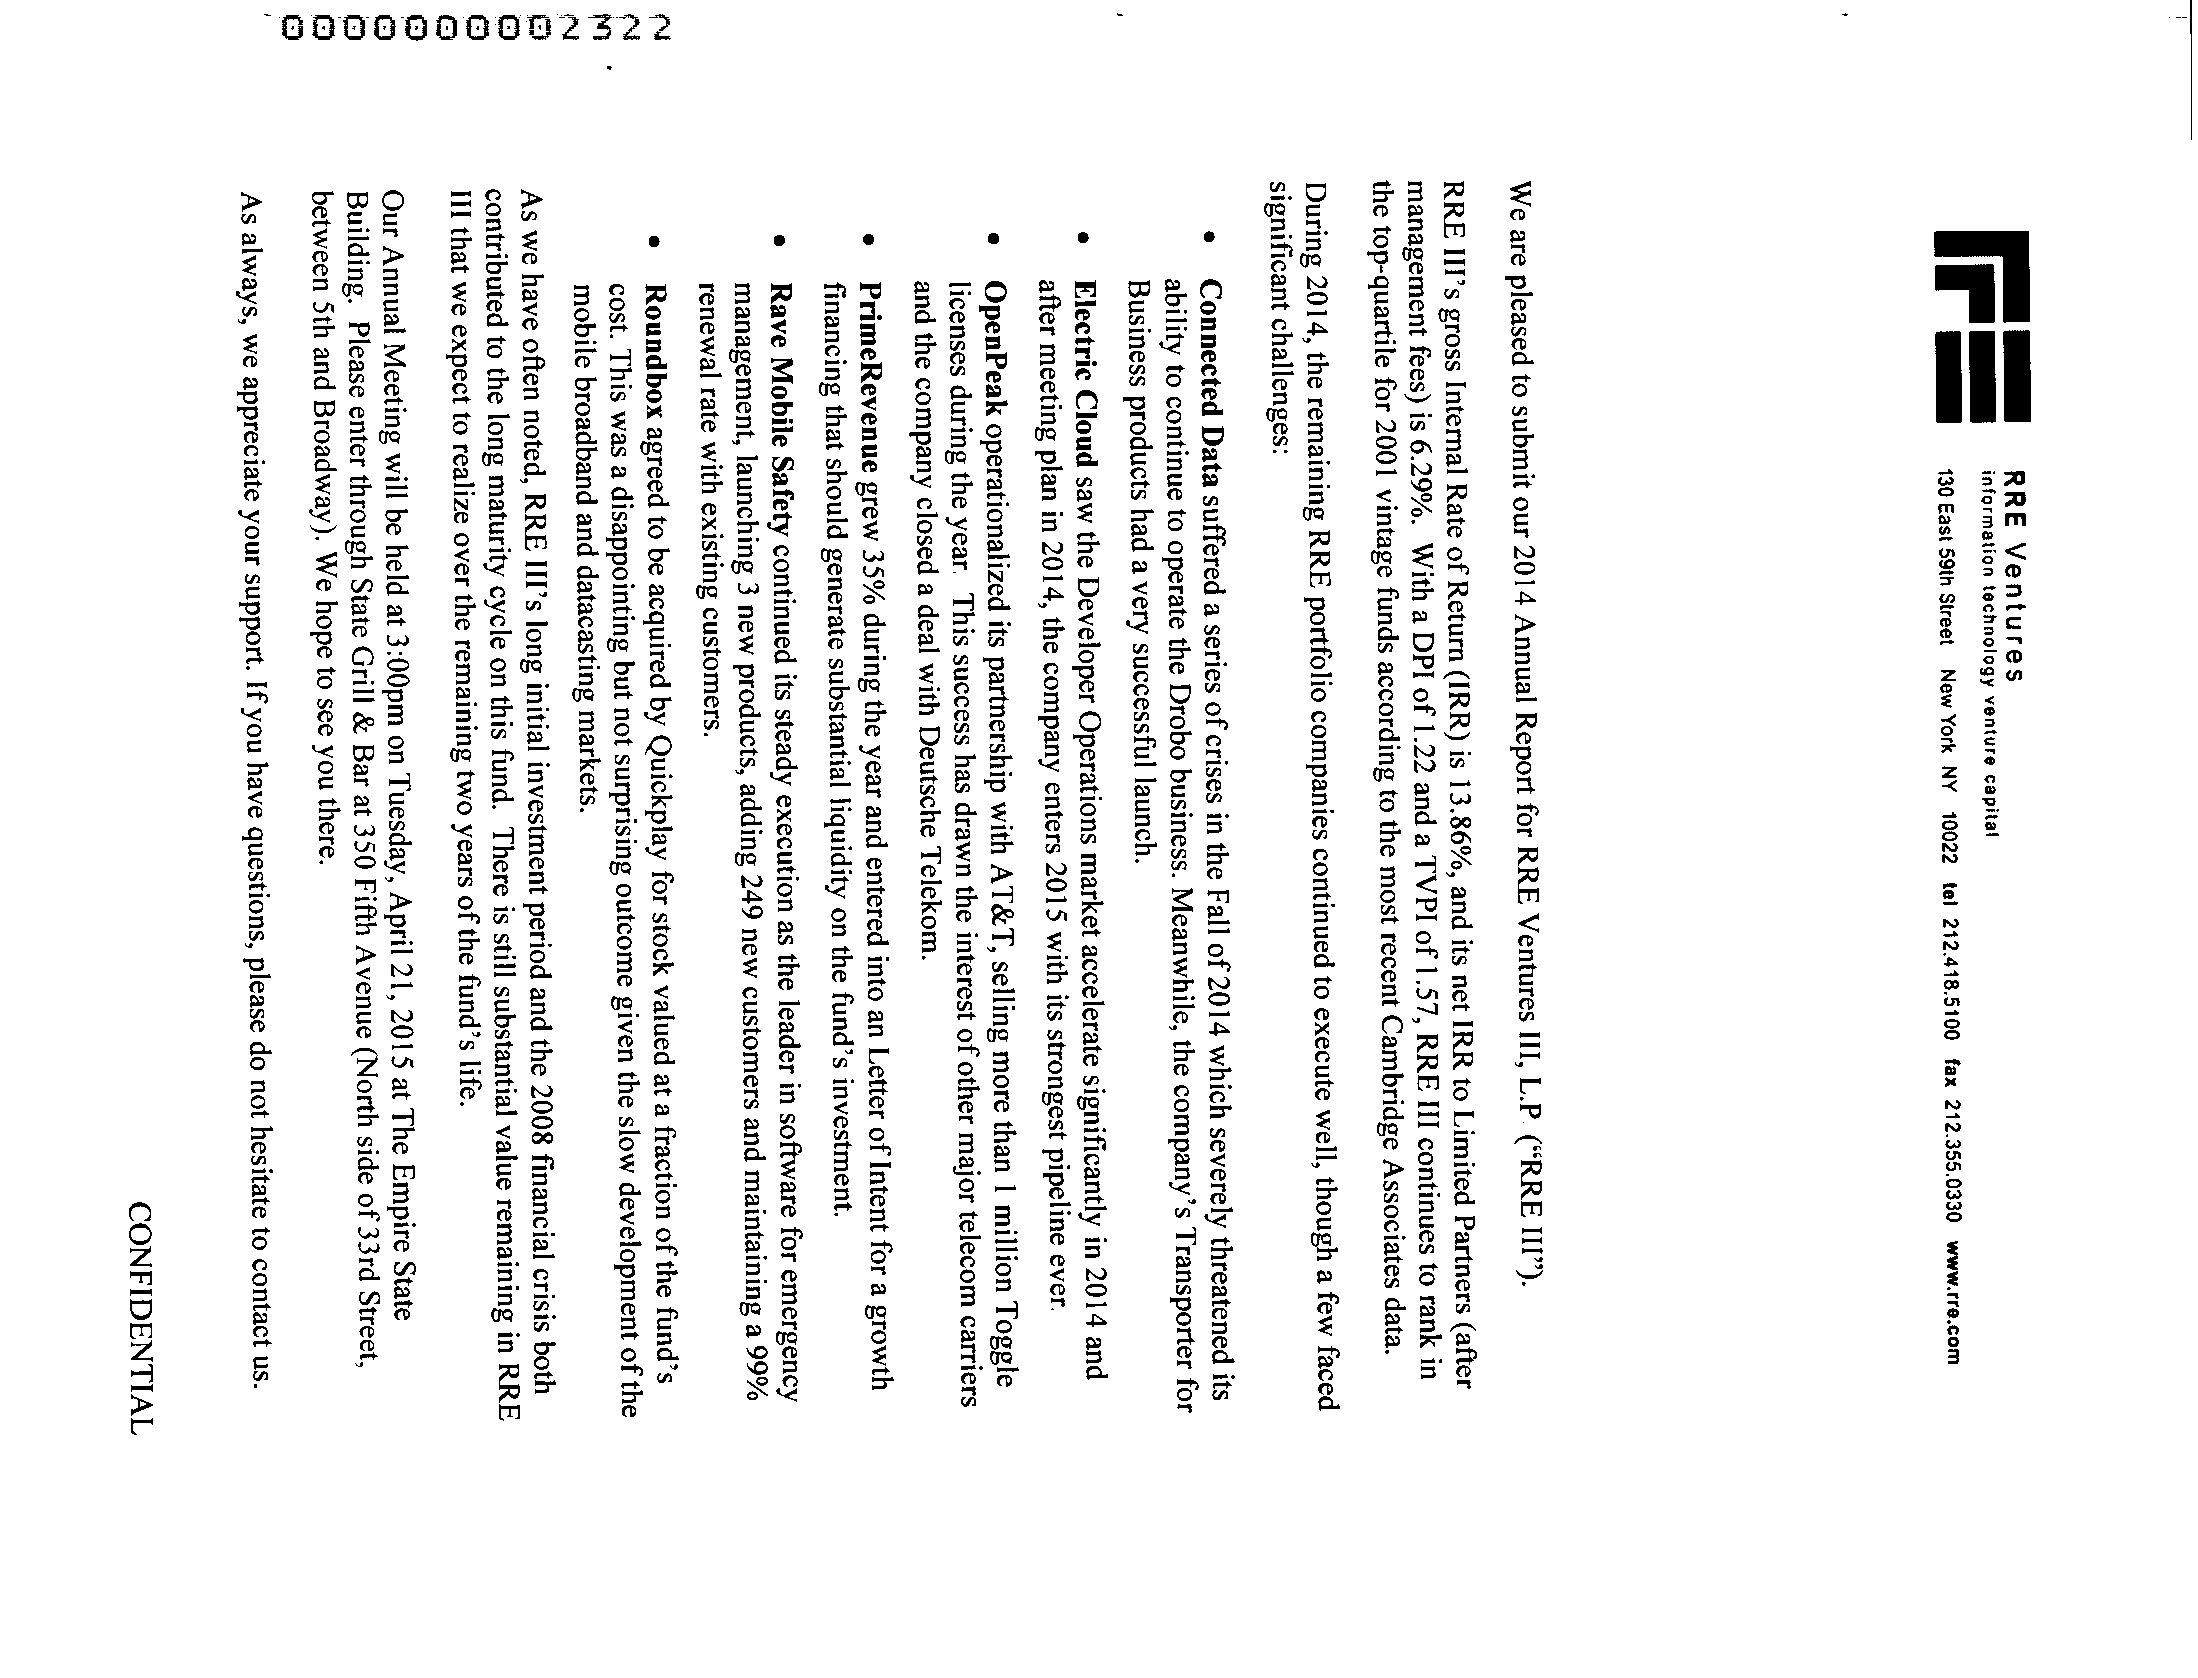 RRE Ventures
information technology venture capital
130 East 59th Street New York NY 10022 tel 212.418.5100 fax 212.355.0330 www.rre.com
We are pleased to submit our 2014 Annual Report for RRE Ventures III, L.P. (“RRE III”).
RRE III’s gross Internal Rate of Return (IRR) is 13.86%, and its net IRR to Limited Partners (after
management fees) is 6.29%. With a DPI of 1.22 and a TVPI of 1.57, RRE III continues to rank in
the top-quartile for 2001 vintage funds according to the most recent Cambridge Associates data.
During 2014, the remaining RRE portfolio companies continued to execute well, though a few faced
significant challenges:
• Connected Data suffered a series of crises in the Fall of 2014 which severely threatened its
ability to continue to operate the Drobo business. Meanwhile, the company’s Transporter for
Business products had a very successful launch.
• Electric Cloud saw the Developer Operations market accelerate significantly in 2014 and
after meeting plan in 2014, the company enters 2015 with its strongest pipeline ever.
• OpenPeak operationalized its partnership with AT&T, selling more than 1 million Toggle
licenses during the year. This success has drawn the interest of other major telecom carriers
and the company closed a deal with Deutsche Telekom.
• PrimeRevenue grew 35% during the year and entered into an Letter of Intent for a growth
financing that should generate substantial liquidity on the fund’s investment.
• Rave Mobile Safety continued its steady execution as the leader in software for emergency
management, launching 3 new products, adding 249 new customers and maintaining a 99%
renewal rate with existing customers.
• Roundbox agreed to be acquired by Quickplay for stock valued at a fraction of the fund’s
cost. This was a disappointing but not surprising outcome given the slow development of the
mobile broadband and datacasting markets.
As we have often noted, RRE III’s long initial investment period and the 2008 financial crisis both
contributed to the long maturity cycle on this fund. There is still substantial value remaining in RRE
III that we expect to realize over the remaining two years of the fund’s life.
Our Annual Meeting will be held at 3:00pm on Tuesday, April 21, 2015 at The Empire State
Building. Please enter through State Grill & Bar at 350 Fifth Avenue (North side of 33rd Street,
between 5th and Broadway). We hope to see you there.
As always, we appreciate your support. If you have questions, please do not hesitate to contact us.
CONFIDENTIAL
000000002322